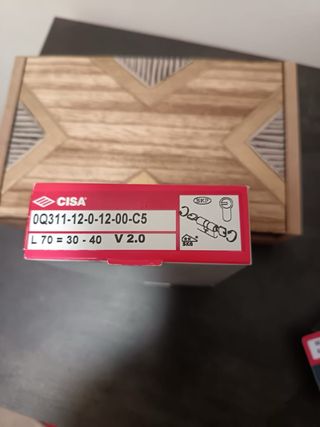 CISA
0Q311-12-0-12-00-C5
L 70 = 30 - 40 V 2.0